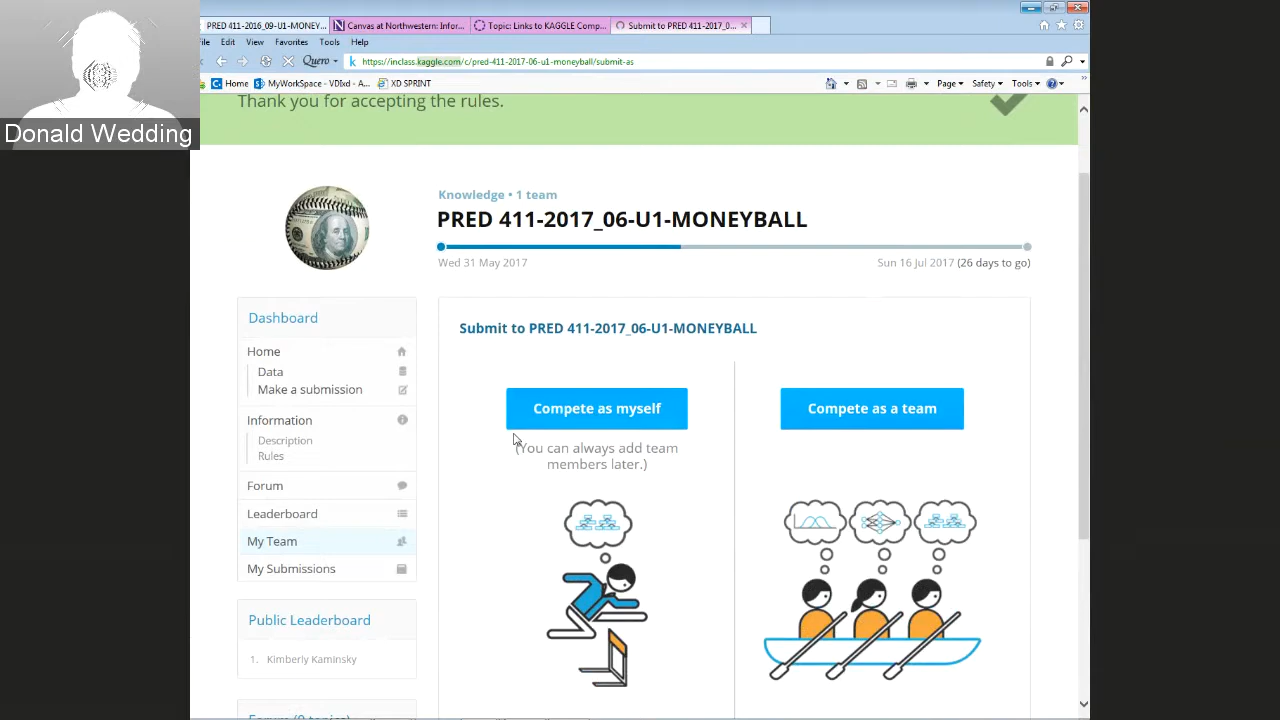 PRED 411-2016_09-U1-MONEY...
Canvas at Northwestern: Infor...
Topic: Links to KAGGLE Comp...
Submit to PRED 411-2017_0...
File Edit View Favorites Tools Help
Quero
https://inclass.kaggle.com/c/pred-411-2017-06-u1-moneyball/submit-as
Home MyWorkSpace - VDIxd - A... XD SPRINT Page Safety Tools
Donald Wedding
Thank you for accepting the rules.
Knowledge • 1 team
PRED 411-2017_06-U1-MONEYBALL
Wed 31 May 2017 Sun 16 Jul 2017 (26 days to go)
Dashboard
Home
Data
Make a submission
Information
Description
Rules
Forum
Leaderboard
My Team
My Submissions
Public Leaderboard
1. Kimberly Kaminsky
Submit to PRED 411-2017_06-U1-MONEYBALL
Compete as myself
(You can always add team
members later.)
Compete as a team